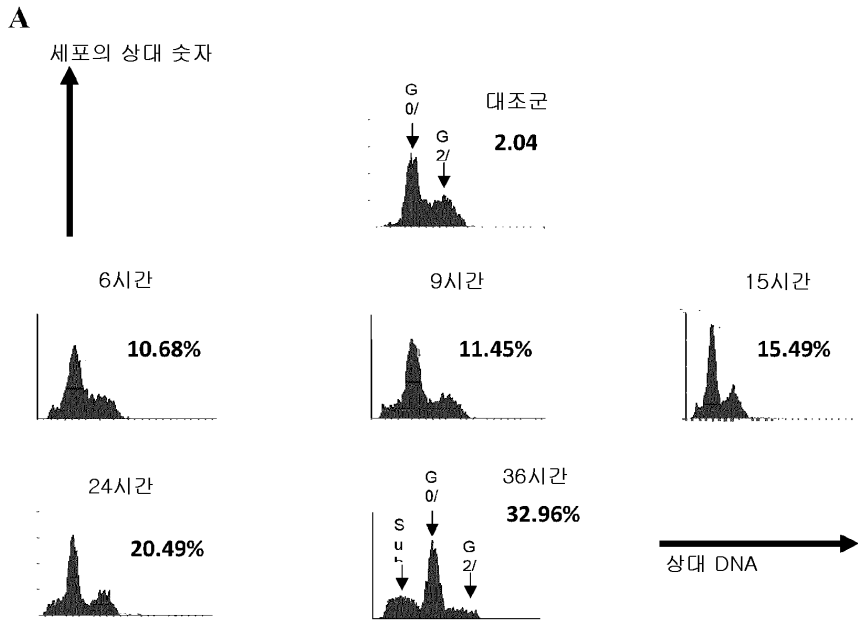 A
세포의 상대 숫자
G
0/
G
2/
대조군
2.04
6시간
10.68%
9시간
11.45%
15시간
15.49%
24시간
20.49%
S
u
G
0/
G
2/
36시간
32.96%
상대 DNA